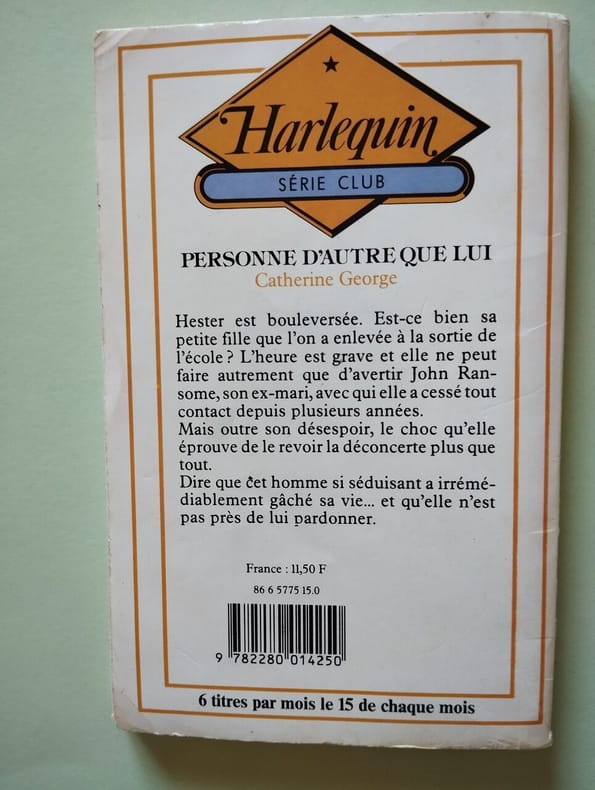 Harlequin
SÉRIE CLUB
PERSONNE D'AUTRE QUE LUI
Catherine George
Hester est bouleversée. Est-ce bien sa
petite fille que l'on a enlevée à la sortie de
l'école ? L'heure est grave et elle ne peut
faire autrement que d'avertir John Ran-
some, son ex-mari, avec qui elle a cessé tout
contact depuis plusieurs années.
Mais outre son désespoir, le choc qu'elle
éprouve de le revoir la déconcerte plus que
tout.
Dire que cet homme si séduisant a irrémé-
diablement gâché sa vie... et qu'elle n'est
pas près de lui pardonner.
France : 11,50 F
86 6 5775 15.0
9 782280 014250
6 titres par mois le 15 de chaque mois